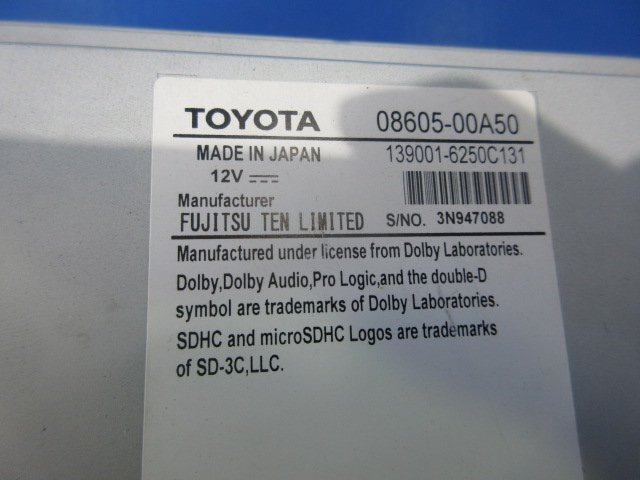 TOYOTA 08605-00A50
MADE IN JAPAN 139001-6250C131
12V
Manufacturer
FUJITSU TEN LIMITED S/NO. 3N947088
Manufactured under license from Dolby Laboratories.
Dolby,Dolby Audio,Pro Logic,and the double-D
symbol are trademarks of Dolby Laboratories.
SDHC and microSDHC Logos are trademarks
of SD-3C,LLC.